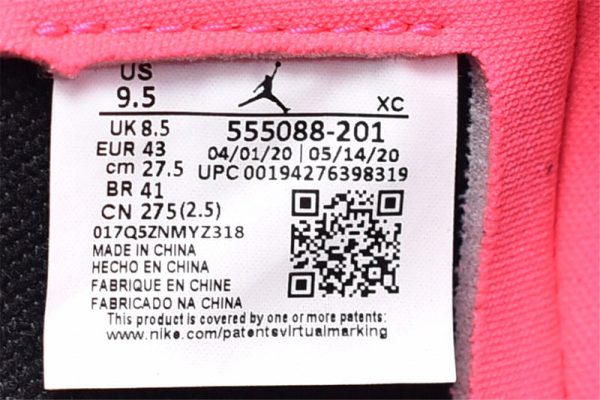 US
9.5
XC
UK 8.5
555088-201
EUR 43
04/01/20 | 05/14/20
cm 27.5
UPC 00194276398319
BR 41
CN 275 (2.5)
017Q5ZNMYZ318
MADE IN CHINA
HECHO EN CHINA
FABRIQUE EN CHINE
FABRICADO NA CHINA
This product is covered by one or more patents:
www.nike.com/patentsvirtualmarking